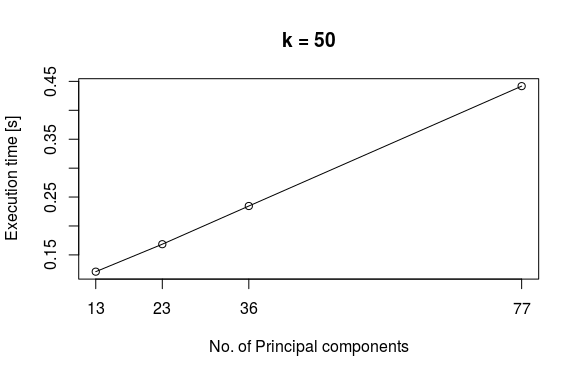 k = 50
Execution time [s]
0.45
0.35
0.25
0.15
13 23 36 77
No. of Principal components